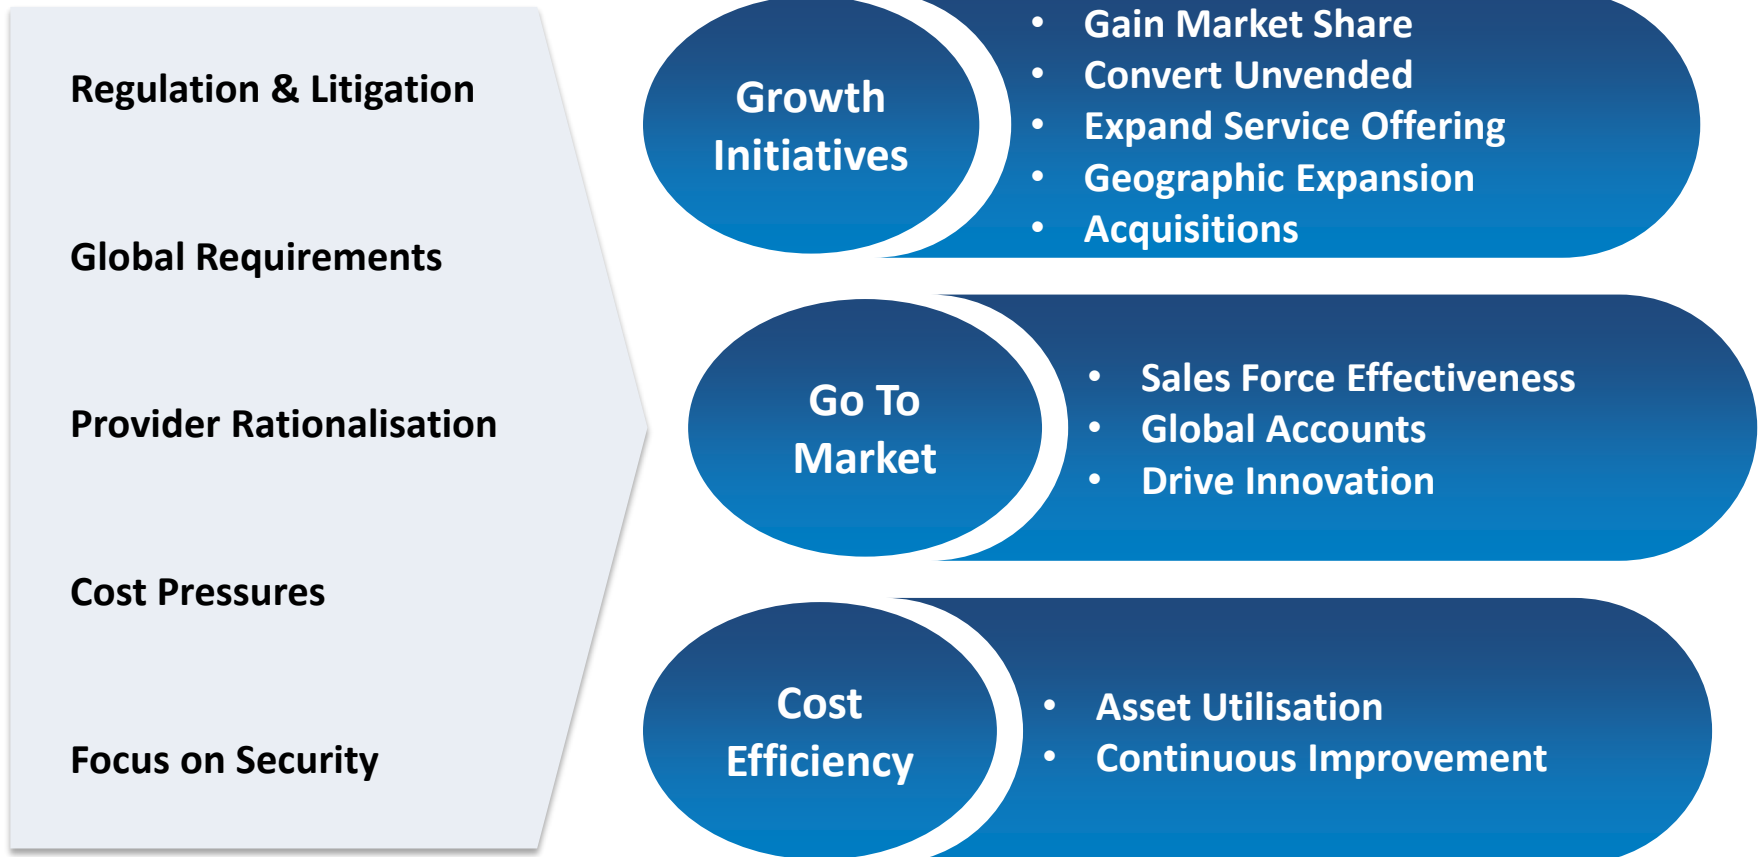 Regulation & Litigation
Global Requirements
Provider Rationalisation
Cost Pressures
Focus on Security
Growth
Initiatives
• Gain Market Share
• Convert Unvended
• Expand Service Offering
• Geographic Expansion
• Acquisitions
Go To
Market
• Sales Force Effectiveness
• Global Accounts
• Drive Innovation
Cost
Efficiency
• Asset Utilisation
• Continuous Improvement